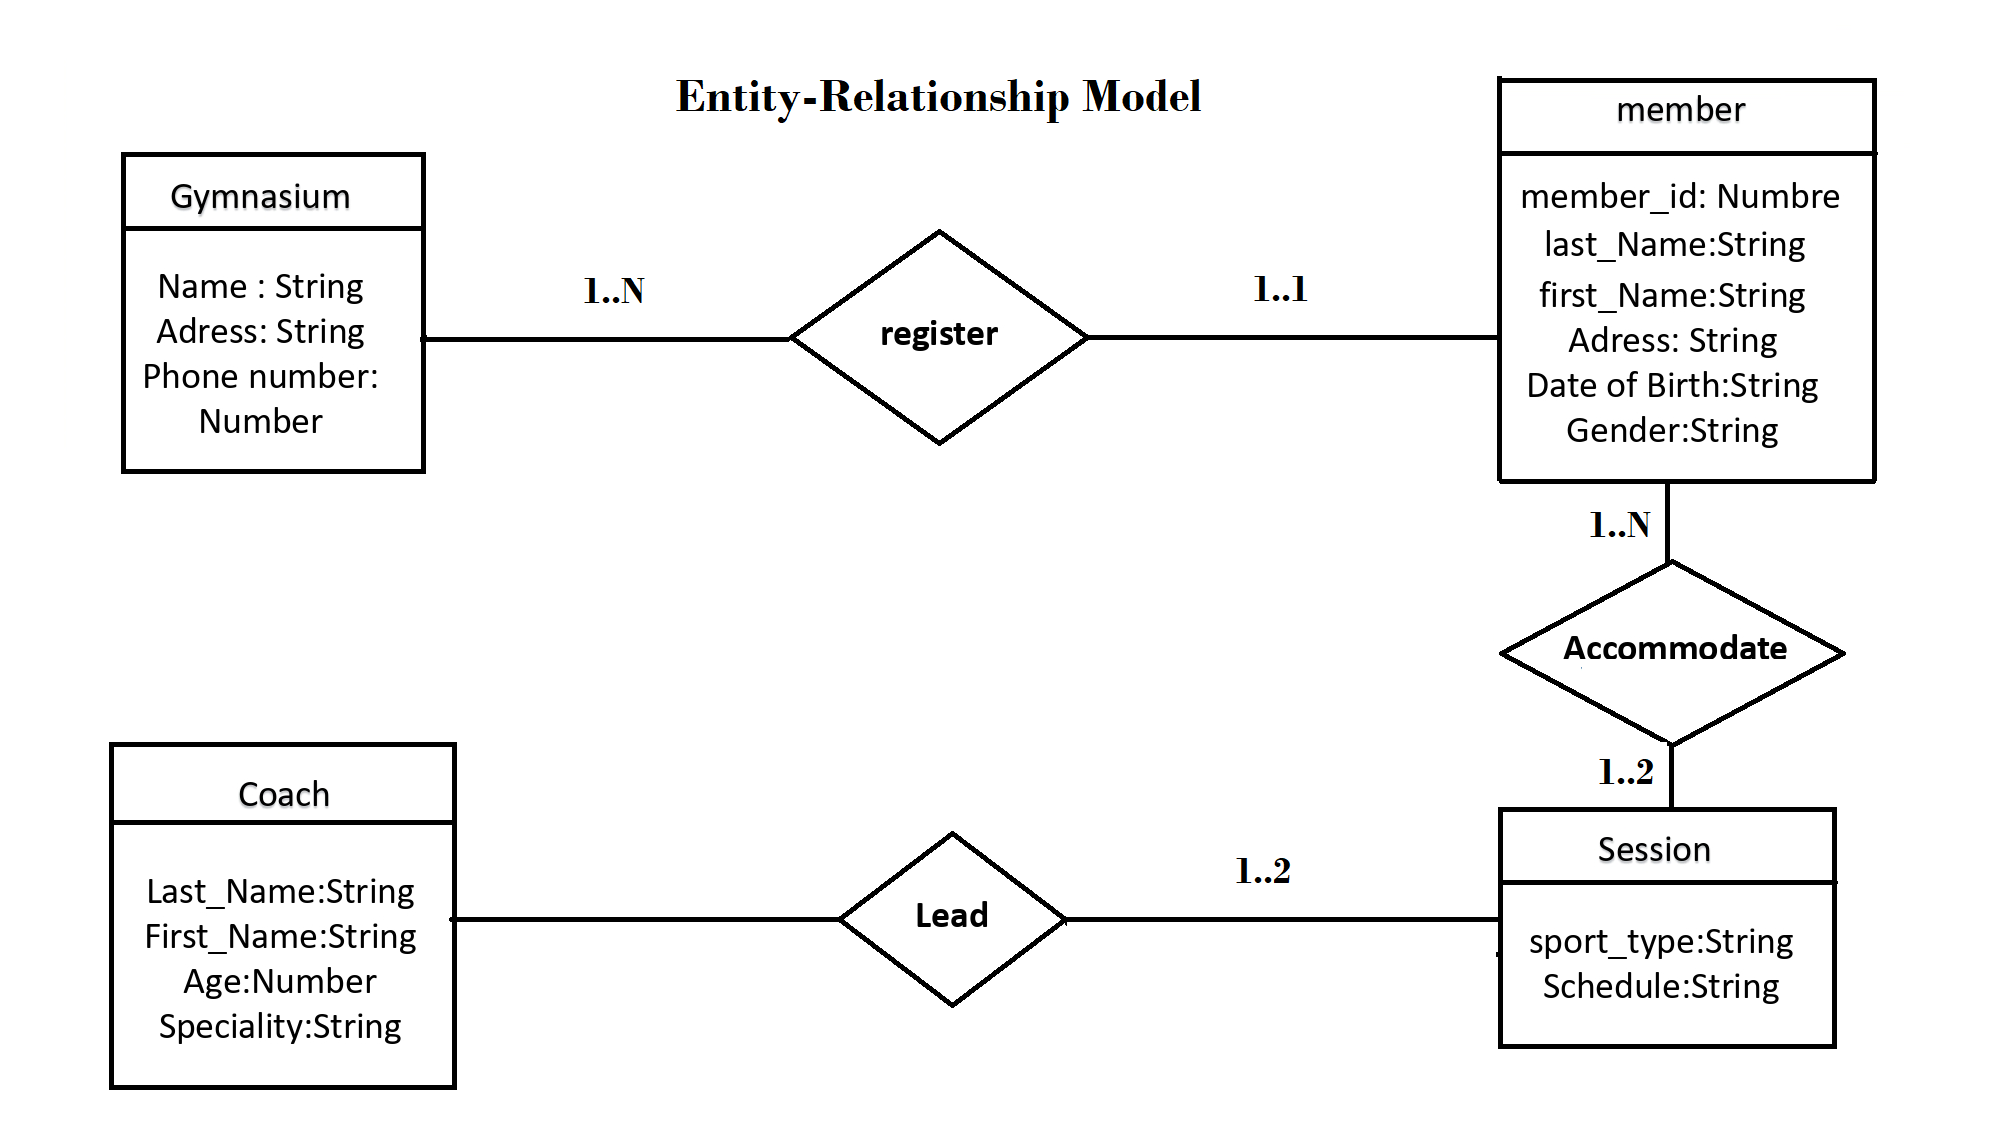 Entity-Relationship Model
Gymnasium
Name : String
Adress: String
Phone number:
Number
1..N
register
1..1
member
member_id: Numbre
last_Name:String
first_Name:String
Adress: String
Date of Birth:String
Gender:String
1..N
Accommodate
1..2
Coach
Last_Name:String
First_Name:String
Age:Number
Speciality:String
Lead
1..2
Session
sport_type:String
Schedule:String